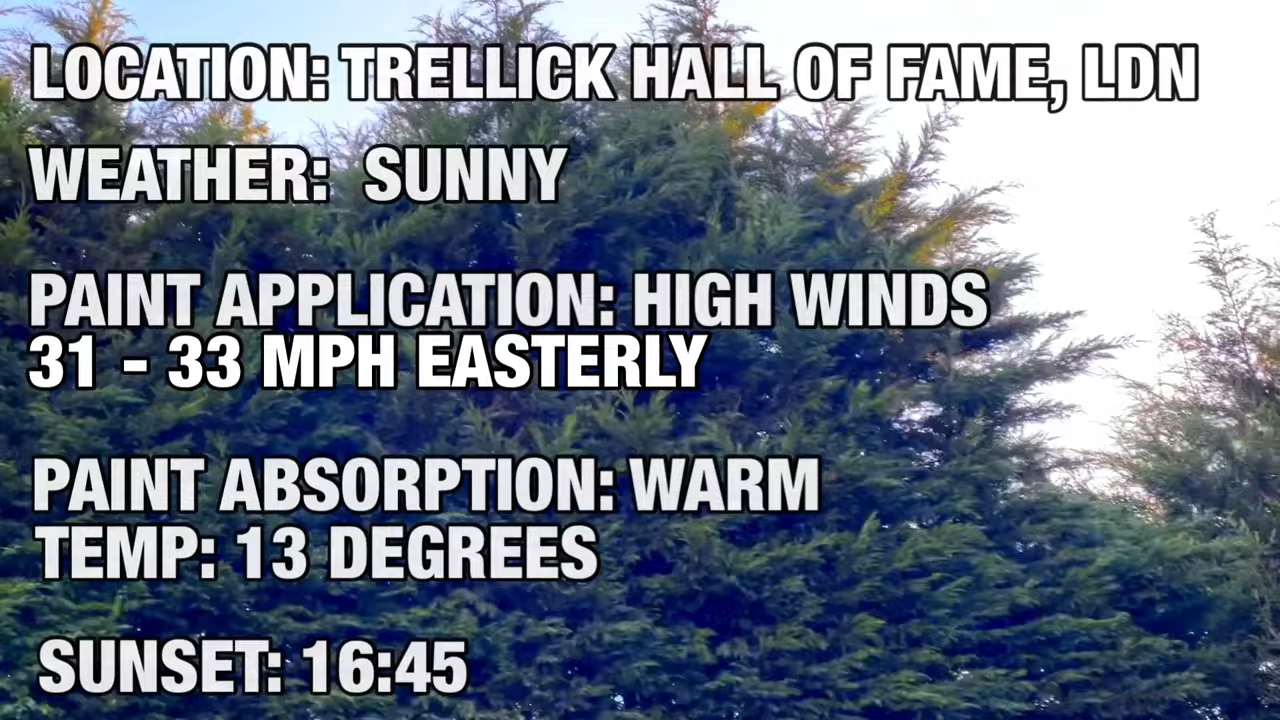 LOCATION: TRELLICK HALL OF FAME, LDN
WEATHER: SUNNY
PAINT APPLICATION: HIGH WINDS
31 - 33 MPH EASTERLY
PAINT ABSORPTION: WARM
TEMP: 13 DEGREES
SUNSET: 16:45